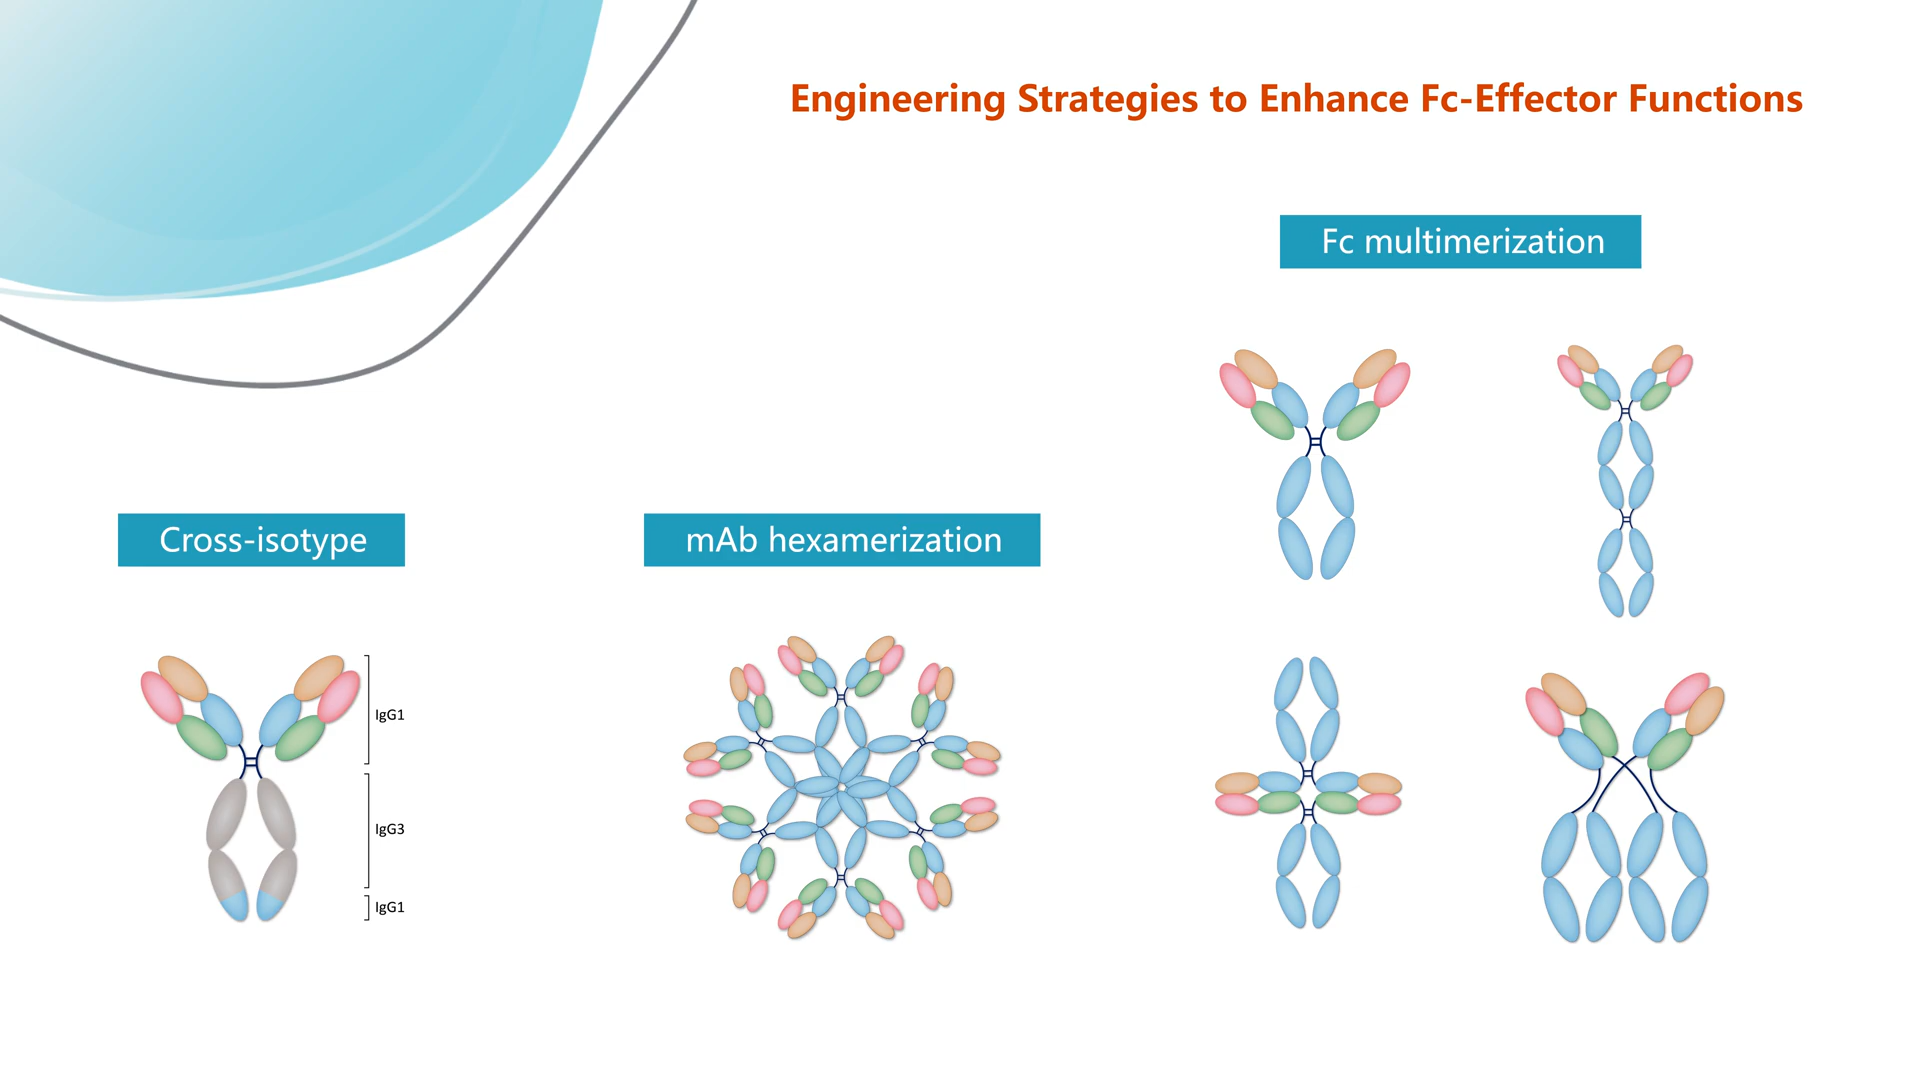 Engineering Strategies to Enhance Fc-Effector Functions
Fc multimerization
Cross-isotype
mAb hexamerization
IgG1
IgG3
IgG1